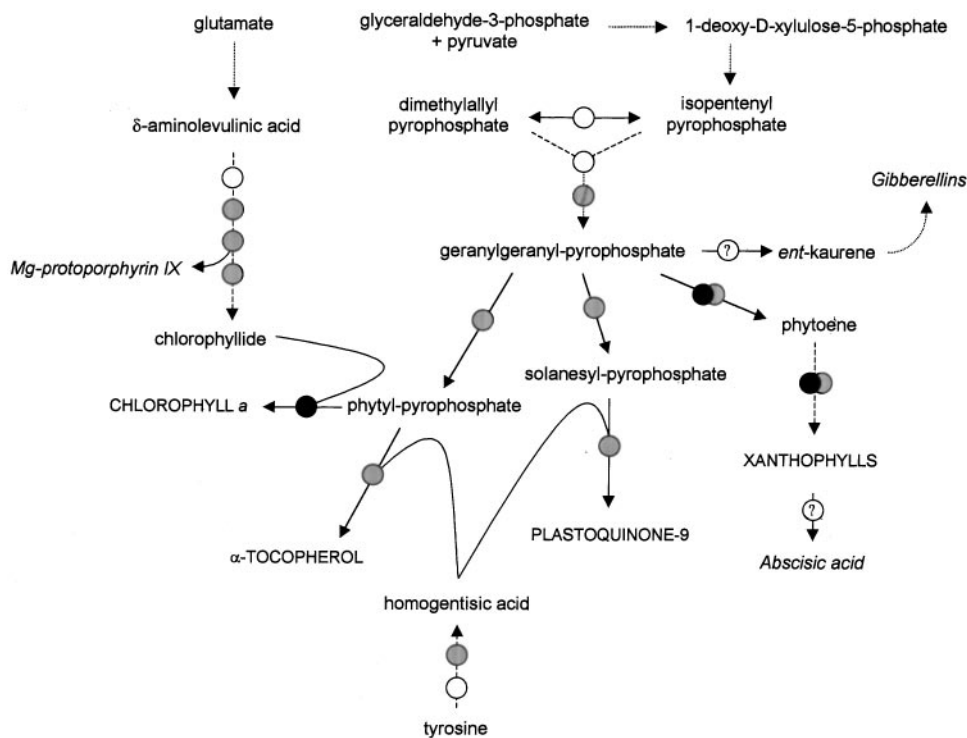 glutamate
glyceraldehyde-3-phosphate
+ pyruvate
1-deoxy-D-xylulose-5-phosphate
δ-aminolevulinic acid
dimethylallyl
pyrophosphate
isopentenyl
pyrophosphate
Gibberellins
geranylgeranyl-pyrophosphate
?
ent-kaurene
Mg-protoporphyrin IX
phytoene
chlorophyllide
solanesyl-pyrophosphate
CHLOROPHYLL a
phytyl-pyrophosphate
XANTHOPHYLLS
?
PLASTOQUINONE-9
α-TOCOPHEROL
Abscisic acid
homogentisic acid
tyrosine